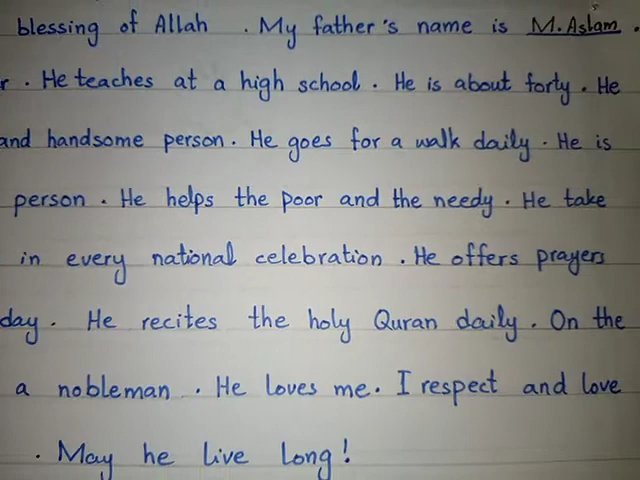 blessing of Allah . My father's name is M. Aslam .
r . He teaches at a high school . He is about forty . He
and handsome person . He goes for a walk daily . He is
person . He helps the poor and the needy . He take
in every national celebration . He offers prayers
day . He recites the holy Quran daily . On the
a nobleman . He loves me . I respect and love
. May he live long !